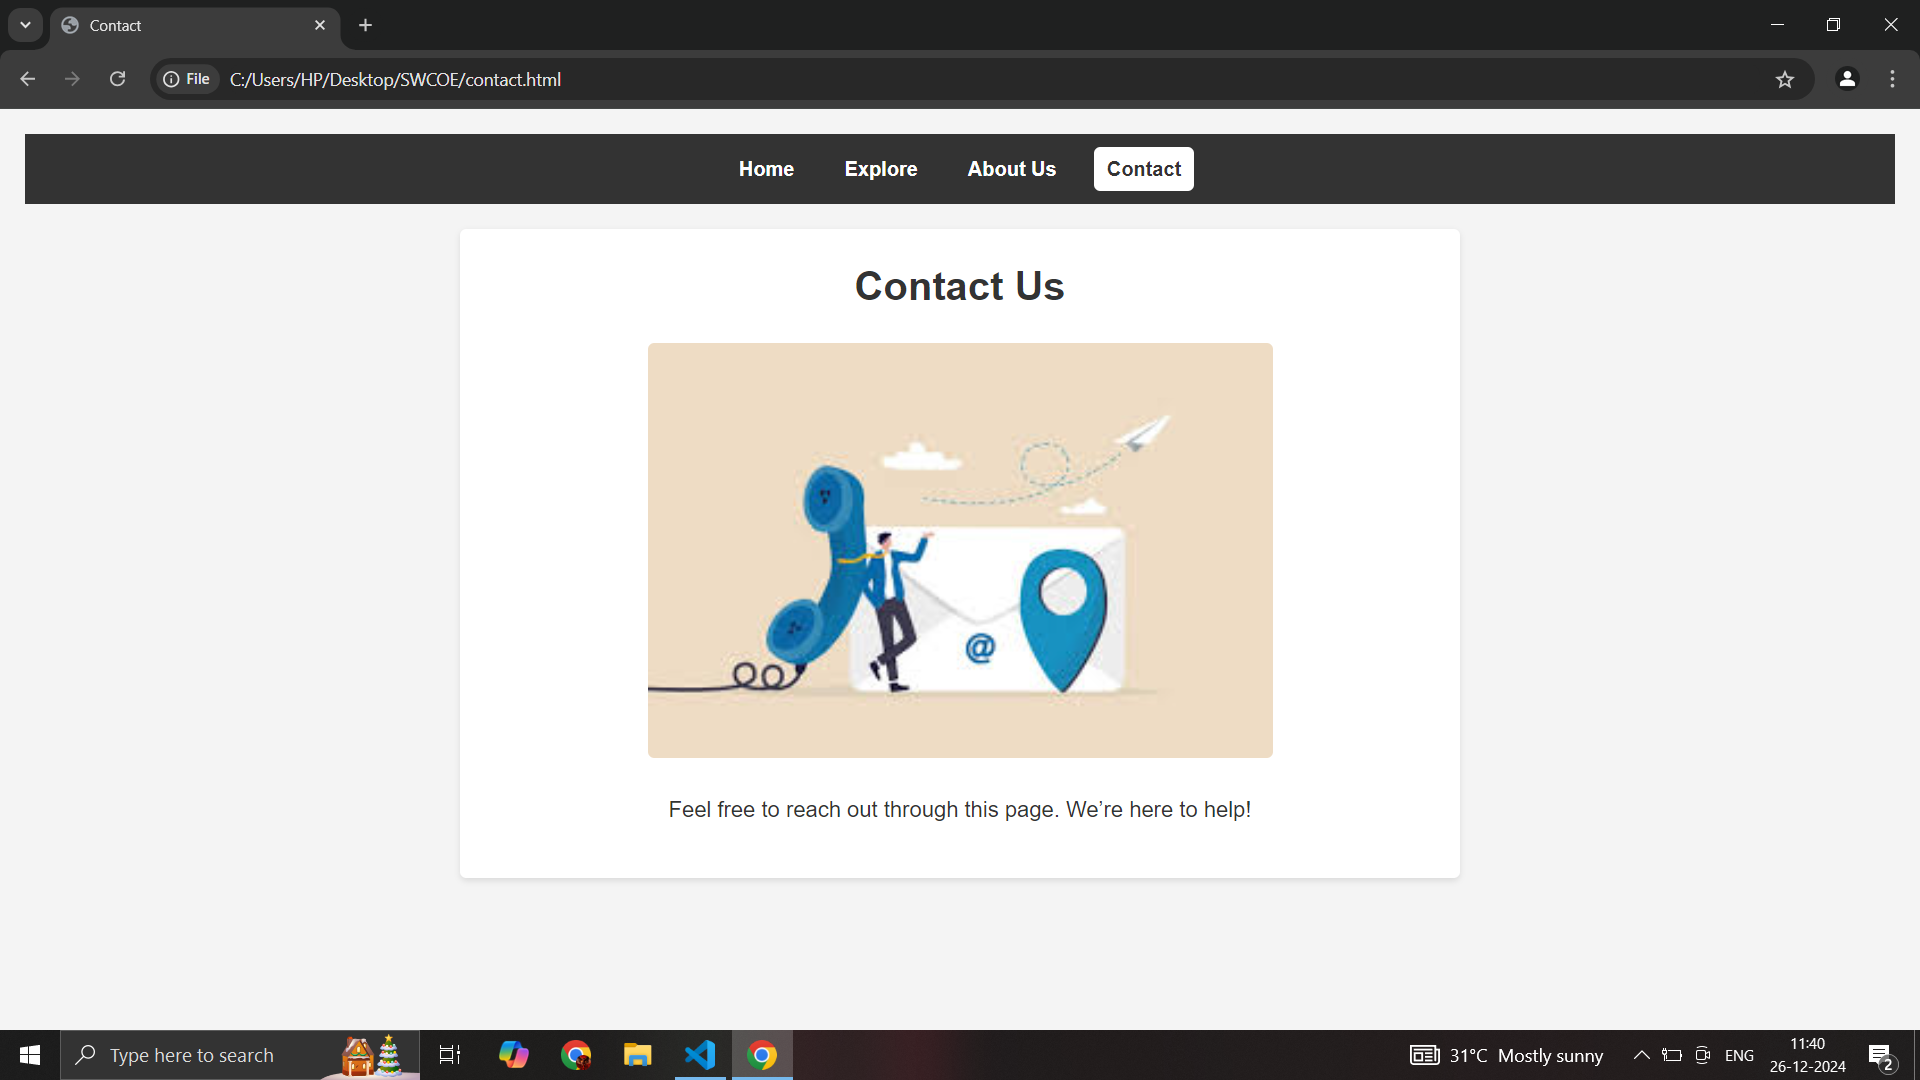 Contact
File
C:/Users/HP/Desktop/SWCOE/contact.html
Home Explore About Us Contact
Contact Us
@
Feel free to reach out through this page. We’re here to help!
Type here to search
31°C Mostly sunny
ENG
11:40
26-12-2024
2